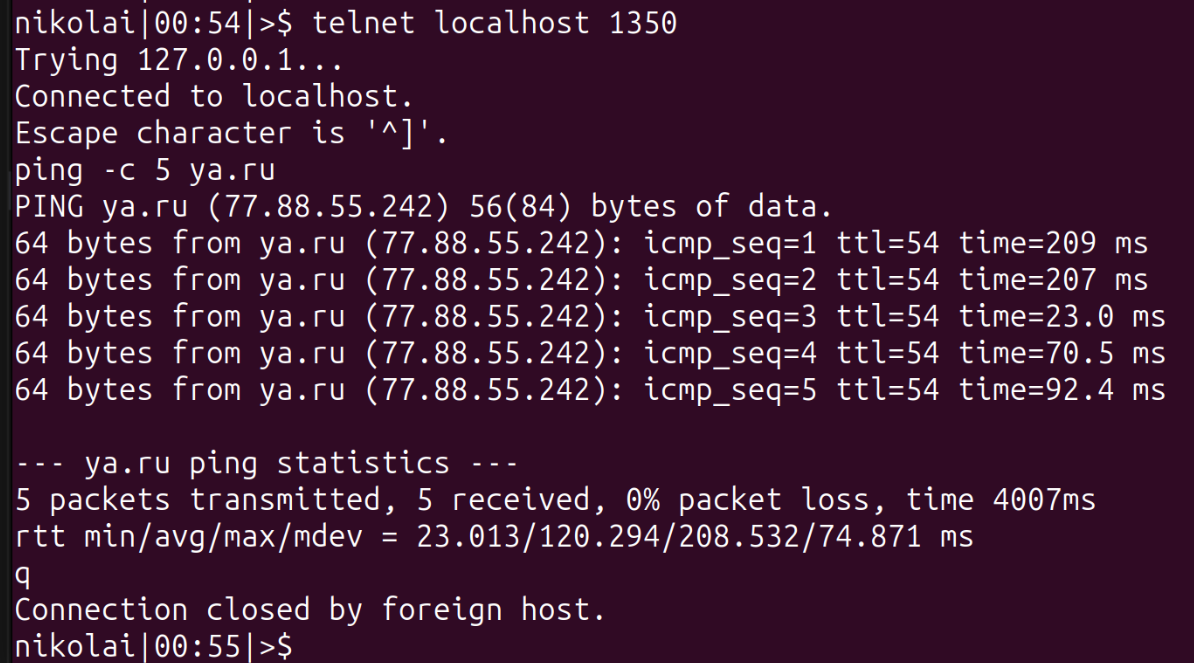 nikolai|00:54|>$ telnet localhost 1350
Trying 127.0.0.1...
Connected to localhost.
Escape character is '^]'.
ping -c 5 ya.ru
PING ya.ru (77.88.55.242) 56(84) bytes of data.
64 bytes from ya.ru (77.88.55.242): icmp_seq=1 ttl=54 time=209 ms
64 bytes from ya.ru (77.88.55.242): icmp_seq=2 ttl=54 time=207 ms
64 bytes from ya.ru (77.88.55.242): icmp_seq=3 ttl=54 time=23.0 ms
64 bytes from ya.ru (77.88.55.242): icmp_seq=4 ttl=54 time=70.5 ms
64 bytes from ya.ru (77.88.55.242): icmp_seq=5 ttl=54 time=92.4 ms

--- ya.ru ping statistics ---
5 packets transmitted, 5 received, 0% packet loss, time 4007ms
rtt min/avg/max/mdev = 23.013/120.294/208.532/74.871 ms
q
Connection closed by foreign host.
nikolai|00:55|>$